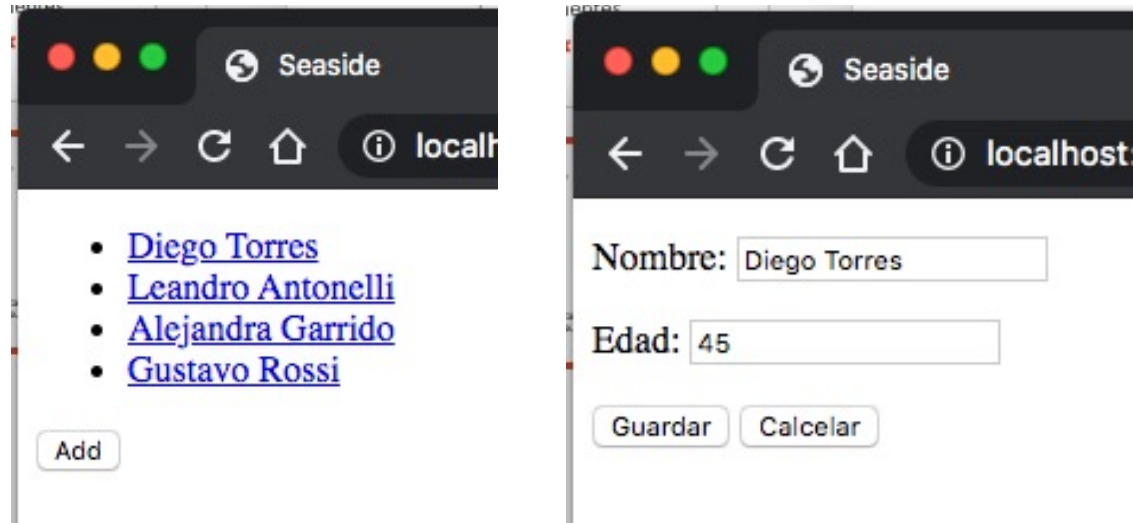 Seaside
localh
Diego Torres
Leandro Antonelli
Alejandra Garrido
Gustavo Rossi
Add
Seaside
localhost:
Nombre: Diego Torres
Edad: 45
Guardar Calcelar